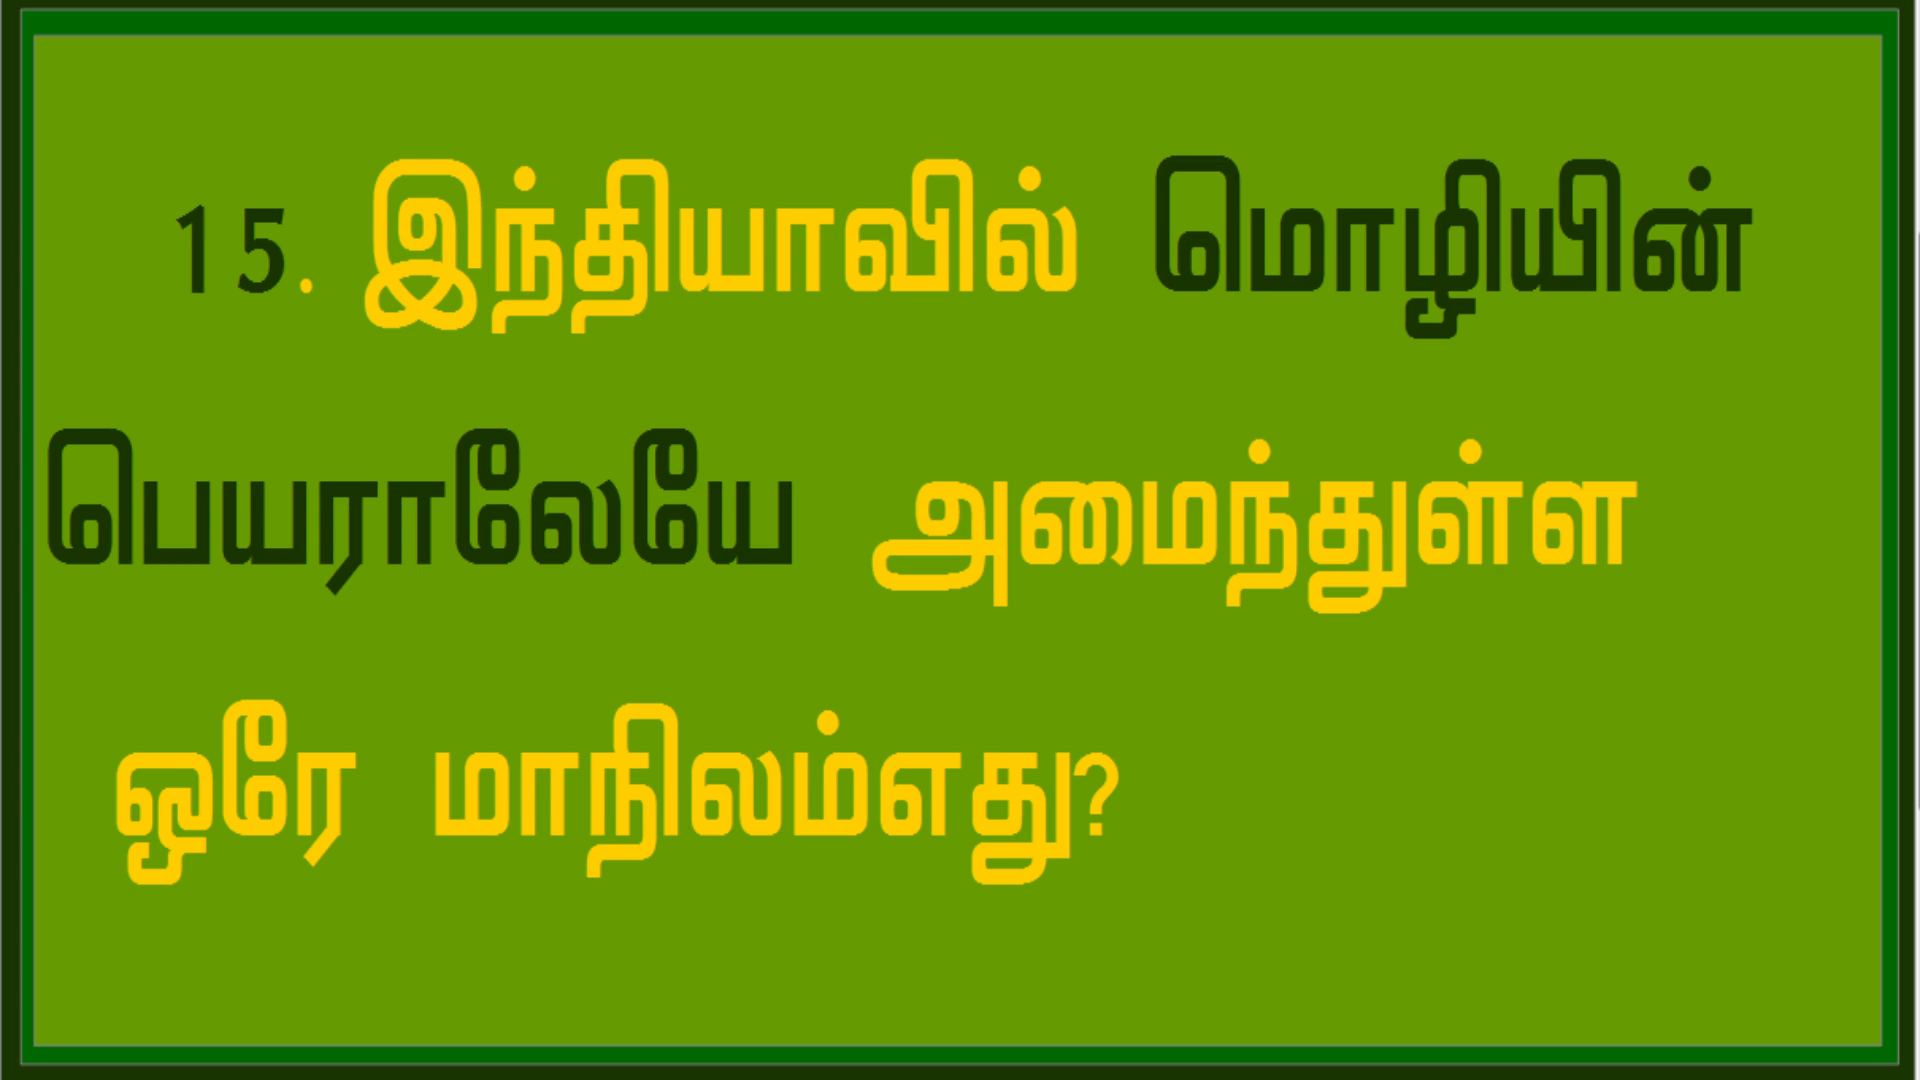 15. இந்தியாவில் மொழியின்
பெயராலேயே அமைந்துள்ள
ஒரே மாநிலம்எது?